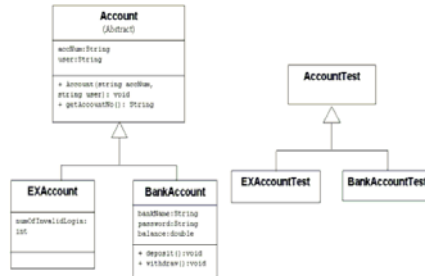 Account
(Abstract)
accNum:String
user:String
+ Account(string accNum,
string user): void
+ getAccountNo(): String
EXAccount
numOfInvalidLogin:
int
BankAccount
bankName:String
password:String
balance:double
+ deposit():void
+ withdraw():void
AccountTest
EXAccountTest
BankAccountTest